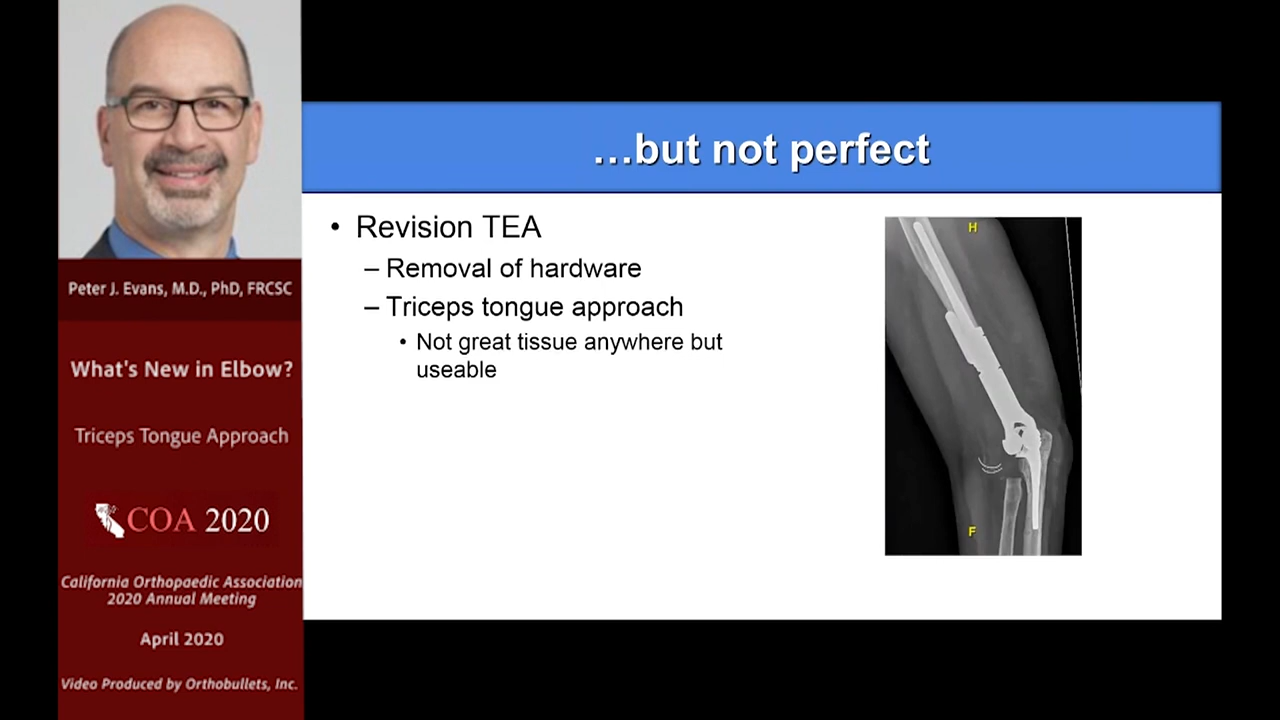 Peter J. Evans, M.D., PhD, FRCSC
What's New in Elbow?
Triceps Tongue Approach
COA 2020
California Orthopaedic Association
2020 Annual Meeting
April 2020
Video Produced by Orthobullets, Inc.
...but not perfect
• Revision TEA
– Removal of hardware
– Triceps tongue approach
• Not great tissue anywhere but
useable
H
F